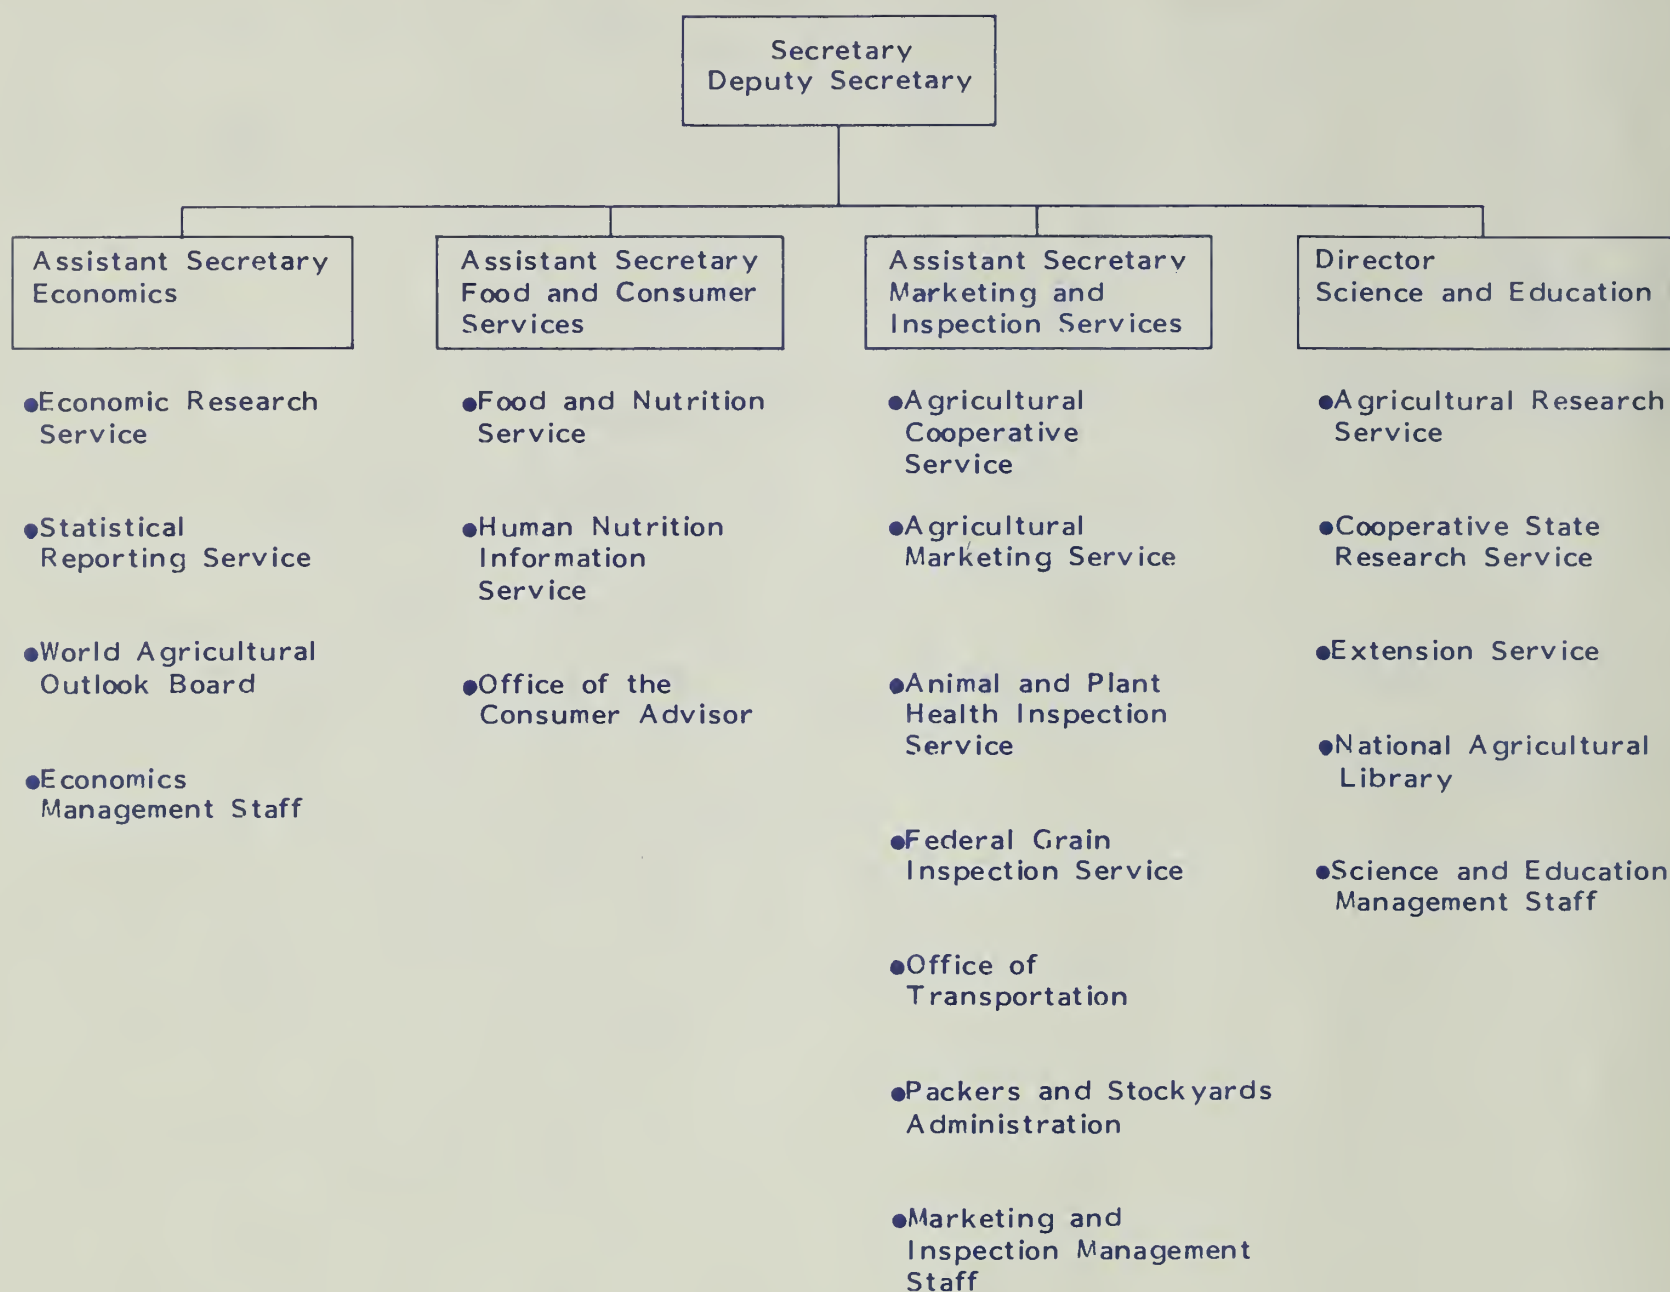 Secretary
Deputy Secretary
Assistant Secretary
Economics
●Economic Research
Service
●Statistical
Reporting Service
●World Agricultural
Outlook Board
●Economics
Management Staff
Assistant Secretary
Food and Consumer
Services
●Food and Nutrition
Service
●Human Nutrition
Information
Service
●Office of the
Consumer Advisor
Assistant Secretary
Marketing and
Inspection Services
●Agricultural
Cooperative
Service
●Agricultural
Marketing Service
●Animal and Plant
Health Inspection
Service
●Federal Grain
Inspection Service
●Office of
Transportation
●Packers and Stockyards
Administration
●Marketing and
Inspection Management
Staff
Director
Science and Education
●Agricultural Research
Service
●Cooperative State
Research Service
●Extension Service
●National Agricultural
Library
●Science and Education
Management Staff